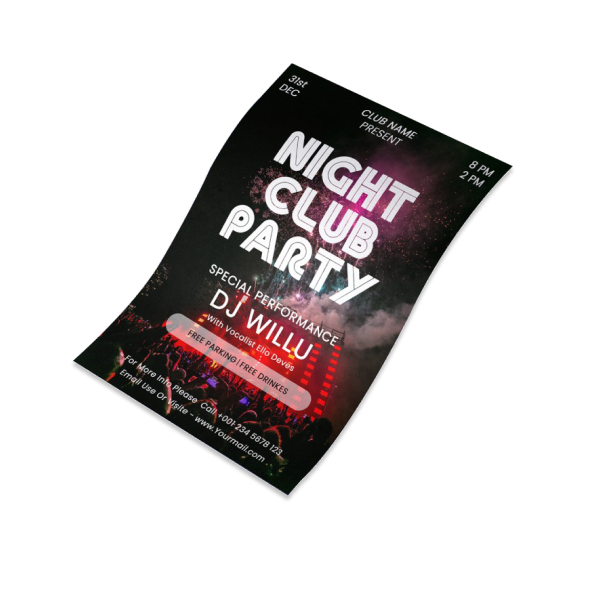 31st
DEC
CLUB NAME
PRESENT
8 PM
2 PM
NIGHT
CLUB
PARTY
SPECIAL PERFORMANCE
DJ WILLU
With Vocalist Ella Deves
FREE PARKING I FREE DRINKES
For More Info Please Call +001 234 5678 123
Email Use Or Visite - www.Yourmail.com